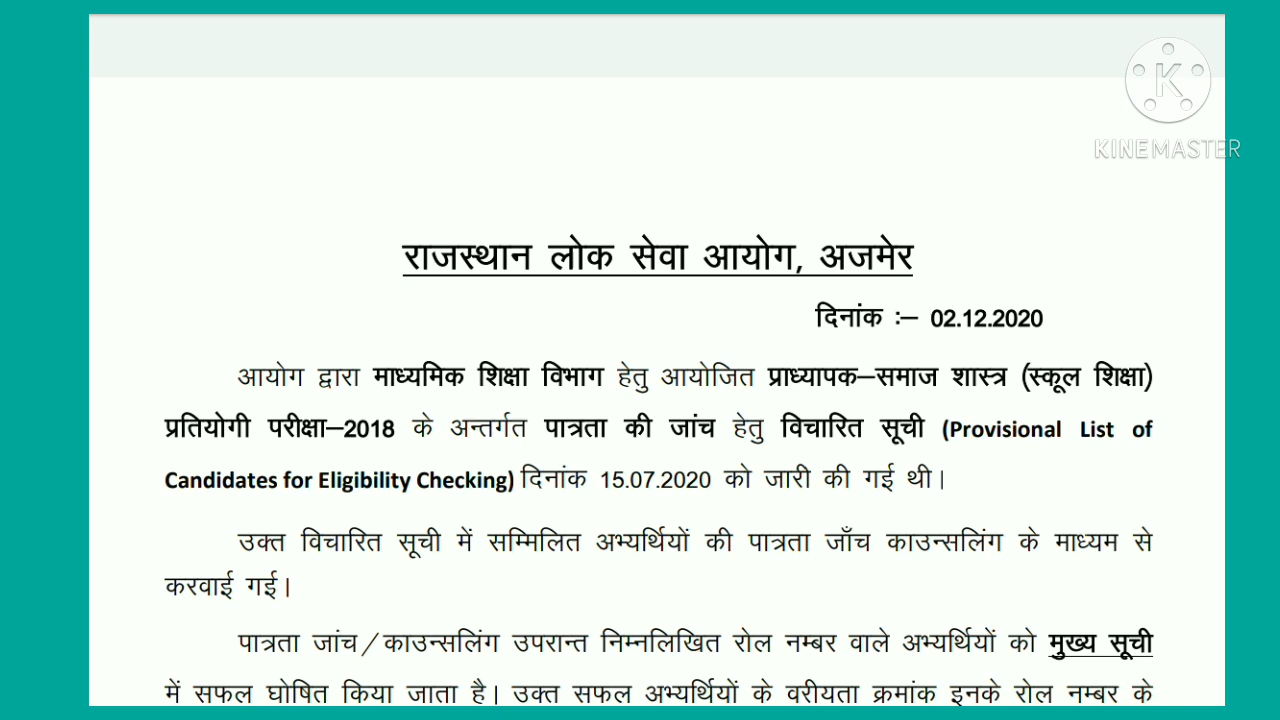 K
KINEMASTER
राजस्थान लोक सेवा आयोग, अजमेर
दिनांक :– 02.12.2020
आयोग द्वारा माध्यमिक शिक्षा विभाग हेतु आयोजित प्राध्यापक–समाज शास्त्र (स्कूल शिक्षा)
प्रतियोगी परीक्षा–2018 के अन्तर्गत पात्रता की जांच हेतु विचारित सूची (Provisional List of
Candidates for Eligibility Checking) दिनांक 15.07.2020 को जारी की गई थी।
उक्त विचारित सूची में सम्मिलित अभ्यर्थियों की पात्रता जाँच काउन्सलिंग के माध्यम से
करवाई गई।
पात्रता जांच/काउन्सलिंग उपरान्त निम्नलिखित रोल नम्बर वाले अभ्यर्थियों को मुख्य सूची
में सफल घोषित किया जाता है। उक्त सफल अभ्यर्थियों के वरीयता क्रमांक इनके रोल नम्बर के